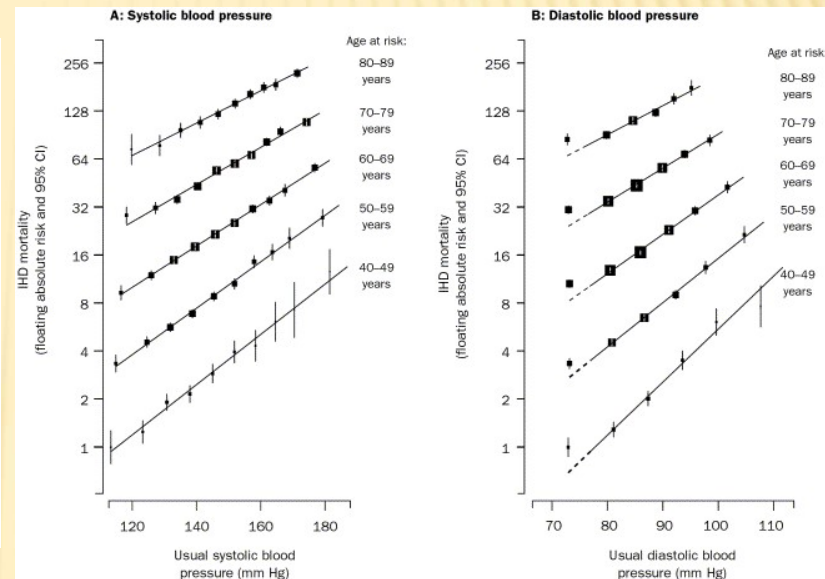 A: Systolic blood pressure
Age at risk:
80–89
years
70–79
years
60–69
years
50–59
years
40–49
years
256
128
64
32
16
8
4
2
1
IHD mortality
(floating absolute risk and 95% CI)
120
140
160
180
Usual systolic blood
pressure (mm Hg)
B: Diastolic blood pressure
Age at risk:
80–89
years
70–79
years
60–69
years
50–59
years
40–49
years
256
128
64
32
16
8
4
2
1
IHD mortality
(floating absolute risk and 95% CI)
70
80
90
100
110
Usual diastolic blood
pressure (mm Hg)